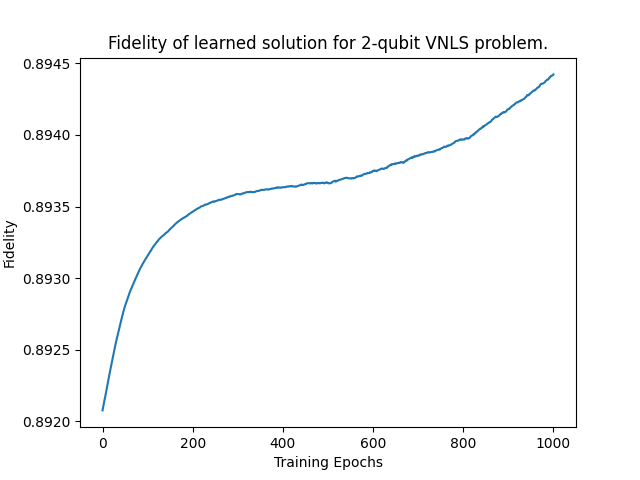 Fidelity of learned solution for 2-qubit VNLS problem.
0.8945
0.8940
0.8935
0.8930
0.8925
0.8920
Fidelity
0 200 400 600 800 1000
Training Epochs